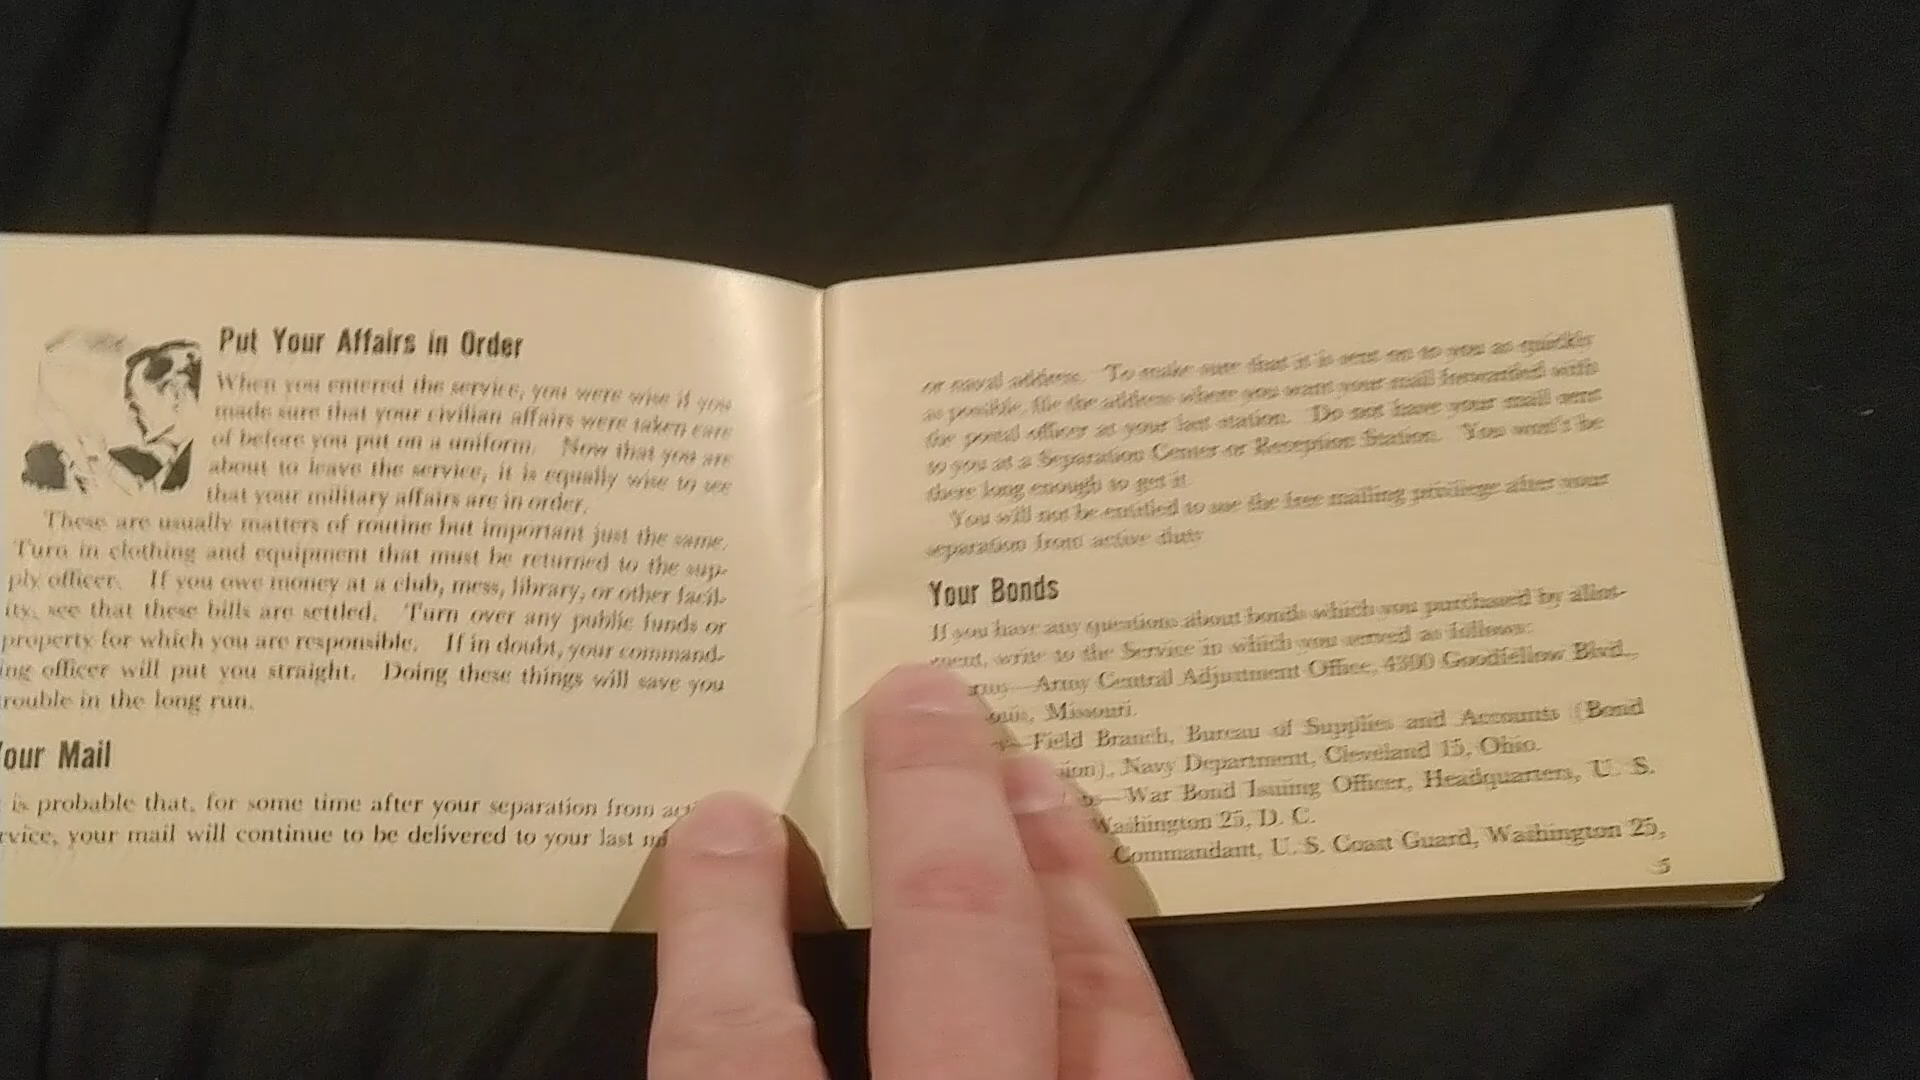 Put Your Affairs in Order
When you entered the service, you were wise if you
made sure that your civilian affairs were taken care
of before you put on a uniform. Now that you are
about to leave the service, it is equally wise to see
that your military affairs are in order.
These are usually matters of routine but important just the same.
Turn in clothing and equipment that must be returned to the sup-
ply officer. If you owe money at a club, mess, library, or other facil-
ity, see that these bills are settled. Turn over any public funds or
property for which you are responsible. If in doubt, your command-
ing officer will put you straight. Doing these things will save you
rouble in the long run.
our Mail
is probable that, for some time after your separation from
rvice, your mail will continue to be delivered to your last
or naval address. To make sure that it is sent on to you as quickly
as possible, file the address where you want your mail forwarded with
the postal officer at your last station. Do not have your mail sent
to you at a Separation Center or Reception Station. You won't be
there long enough to get it.
You will not be entitled to use the free mailing privilege after your
separation from active duty.
Your Bonds
If you have any questions about bonds which you purchased by allot-
ment, write to the Service in which you served as follows:
Army Central Adjustment Office, 4300 Goodfellow Blvd.,
ouis, Missouri.
—Field Branch, Bureau of Supplies and Accounts (Bond
ion), Navy Department, Cleveland 15, Ohio.
—War Bond Issuing Officer, Headquarters, U. S.
Washington 25, D. C.
Commandant, U. S. Coast Guard, Washington 25,
5